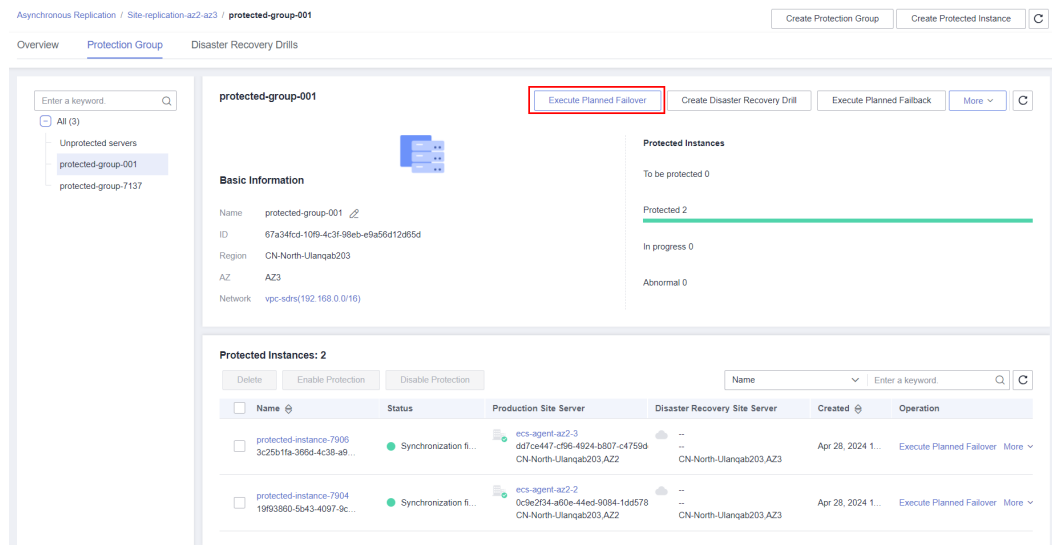 Asynchronous Replication / Site-replication-az2-az3 / protected-group-001
Create Protection Group
Create Protected Instance
Overview
Protection Group
Disaster Recovery Drills
Enter a keyword.
All (3)
Unprotected servers
protected-group-001
protected-group-7137
protected-group-001
Execute Planned Failover
Create Disaster Recovery Drill
Execute Planned Failback
More
Basic Information
Name protected-group-001
ID 67a34fcd-10f9-4c3f-98eb-e9a56d12d65d
Region CN-North-Ulanqab203
AZ AZ3
Network vpc-sdrs(192.168.0.0/16)
Protected Instances
To be protected 0
Protected 2
In progress 0
Abnormal 0
Protected Instances: 2
Delete
Enable Protection
Disable Protection
Name
Enter a keyword.
Name Status Production Site Server Disaster Recovery Site Server Created Operation
protected-instance-7906
3c25b1fa-366d-4c38-a9...
Synchronization fi...
ecs-agent-az2-3
dd7ce447-cf96-4924-b807-c4759d
CN-North-Ulanqab203,AZ2
--
--
CN-North-Ulanqab203,AZ3
Apr 28, 2024 1...
Execute Planned Failover More
protected-instance-7904
19f93860-5b43-4097-9c...
Synchronization fi...
ecs-agent-az2-2
0c9e2f34-a60e-44ed-9084-1dd578
CN-North-Ulanqab203,AZ2
--
--
CN-North-Ulanqab203,AZ3
Apr 28, 2024 1...
Execute Planned Failover More